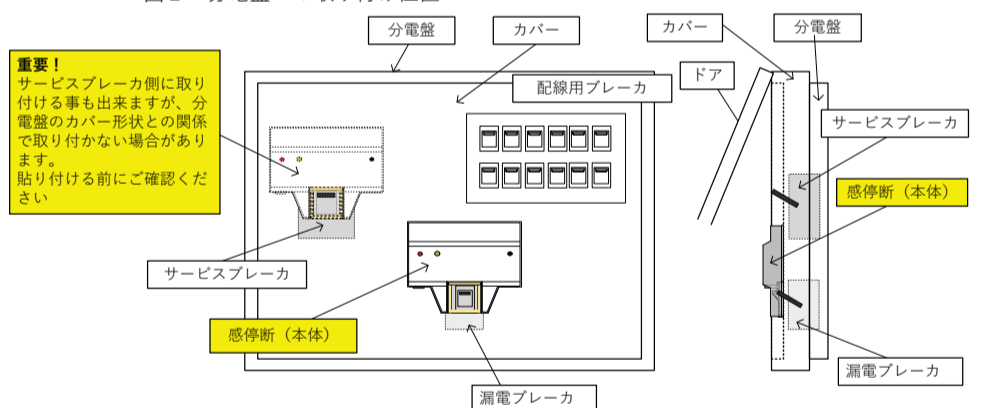 分電盤
カバー
カバー
分電盤
重要！
サービスブレーカ側に取り
付ける事も出来ますが、分
電盤のカバー形状との関係
で取り付かない場合があり
ます。
貼り付ける前にご確認くだ
さい
配線用ブレーカ
ドア
サービスブレーカ
感停断（本体）
サービスブレーカ
感停断（本体）
漏電ブレーカ
漏電ブレーカ